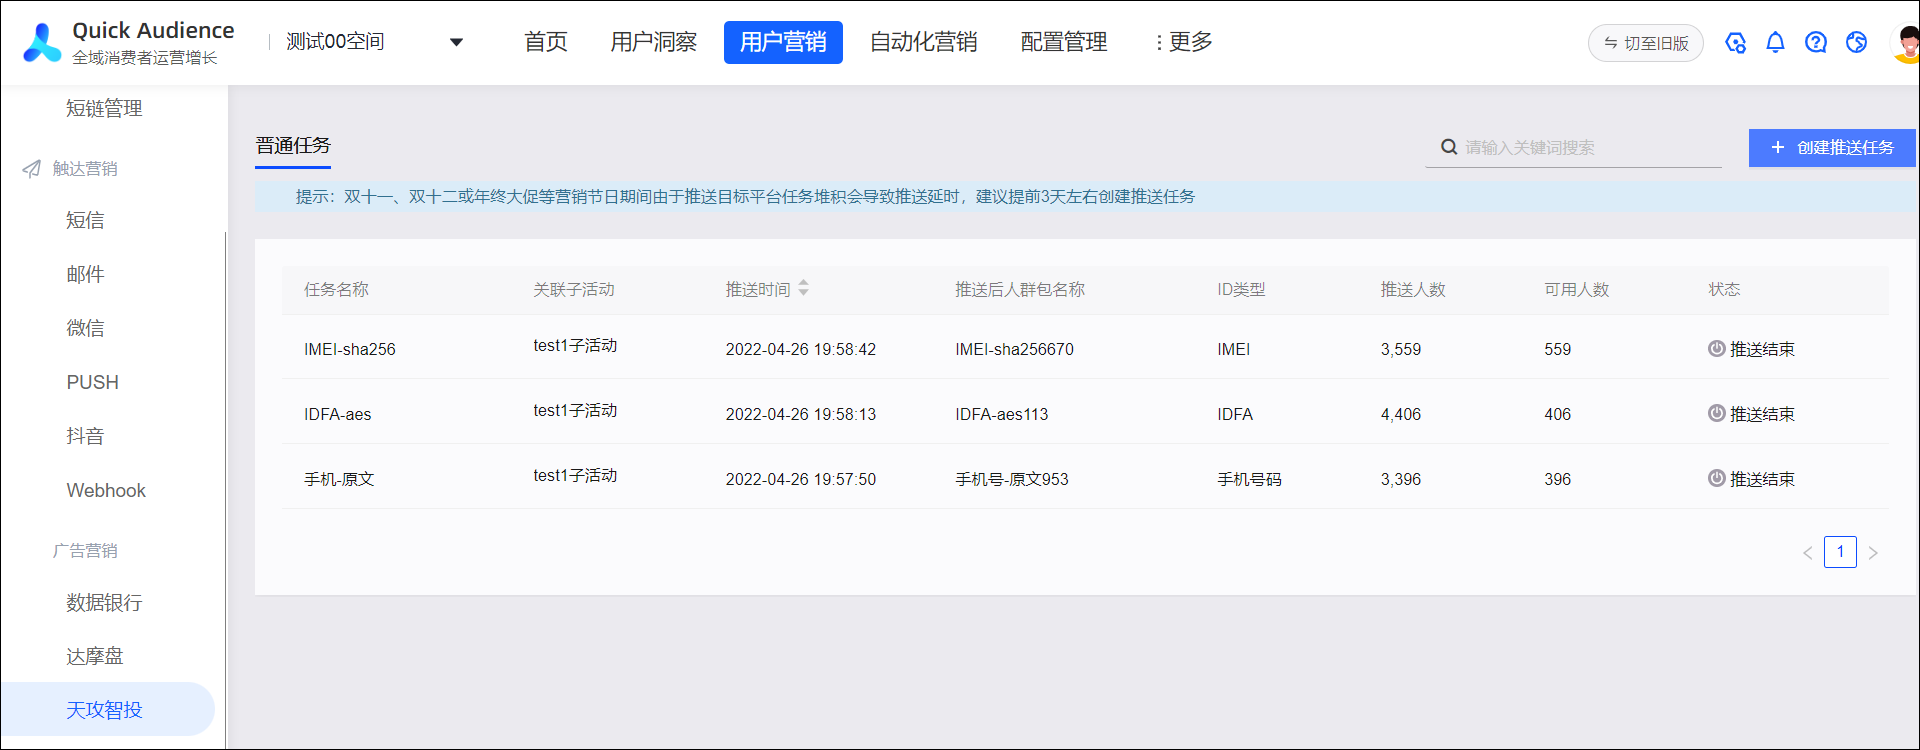 Quick Audience
全域消费者运营增长
测试00空间
首页
用户洞察
用户营销
自动化营销
配置管理
更多
切至旧版
短链管理
触达营销
短信
邮件
微信
PUSH
抖音
Webhook
广告营销
数据银行
达摩盘
天攻智投
普通任务
请输入关键词搜索
+ 创建推送任务
提示：双十一、双十二或年终大促等营销节日期间由于推送目标平台任务堆积会导致推送延时，建议提前3天左右创建推送任务
任务名称 关联子活动 推送时间 推送后人群包名称 ID类型 推送人数 可用人数 状态
IMEI-sha256 test1子活动 2022-04-26 19:58:42 IMEI-sha256670 IMEI 3,559 559 推送结束
IDFA-aes test1子活动 2022-04-26 19:58:13 IDFA-aes113 IDFA 4,406 406 推送结束
手机-原文 test1子活动 2022-04-26 19:57:50 手机号-原文953 手机号码 3,396 396 推送结束
1